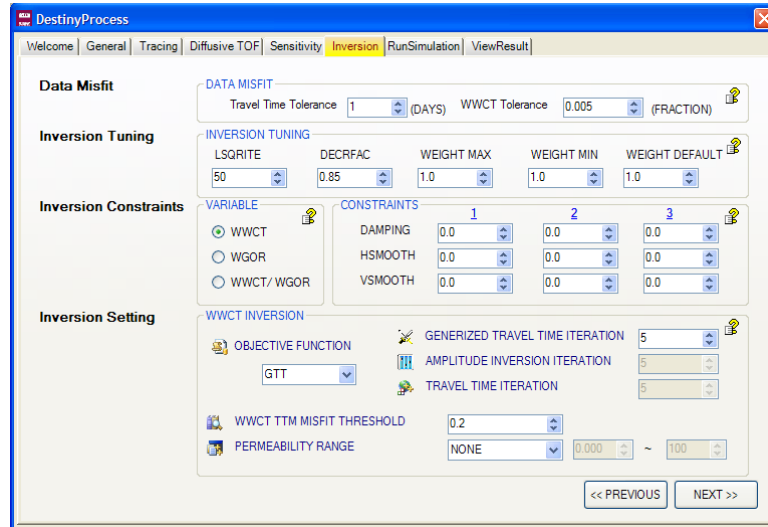 DestinyProcess
Welcome General Tracing Diffusive TOF Sensitivity Inversion RunSimulation ViewResult
Data Misfit
DATA MISFIT
Travel Time Tolerance 1 (DAYS) WWCT Tolerance 0.005 (FRACTION)
Inversion Tuning
INVERSION TUNING
LSQRITE DECRFAC WEIGHT MAX WEIGHT MIN WEIGHT DEFAULT
50 0.85 1.0 1.0 1.0
Inversion Constraints
VARIABLE
WWCT
WGOR
WWCT/ WGOR
CONSTRAINTS
1 2 3
DAMPING 0.0 0.0 0.0
HSMOOTH 0.0 0.0 0.0
VSMOOTH 0.0 0.0 0.0
Inversion Setting
WWCT INVERSION
OBJECTIVE FUNCTION
GTT
GENERIZED TRAVEL TIME ITERATION 5
AMPLITUDE INVERSION ITERATION 5
TRAVEL TIME ITERATION 5
WWCT TTM MISFIT THRESHOLD 0.2
PERMEABILITY RANGE NONE 0.000 ~ 100
<< PREVIOUS NEXT >>